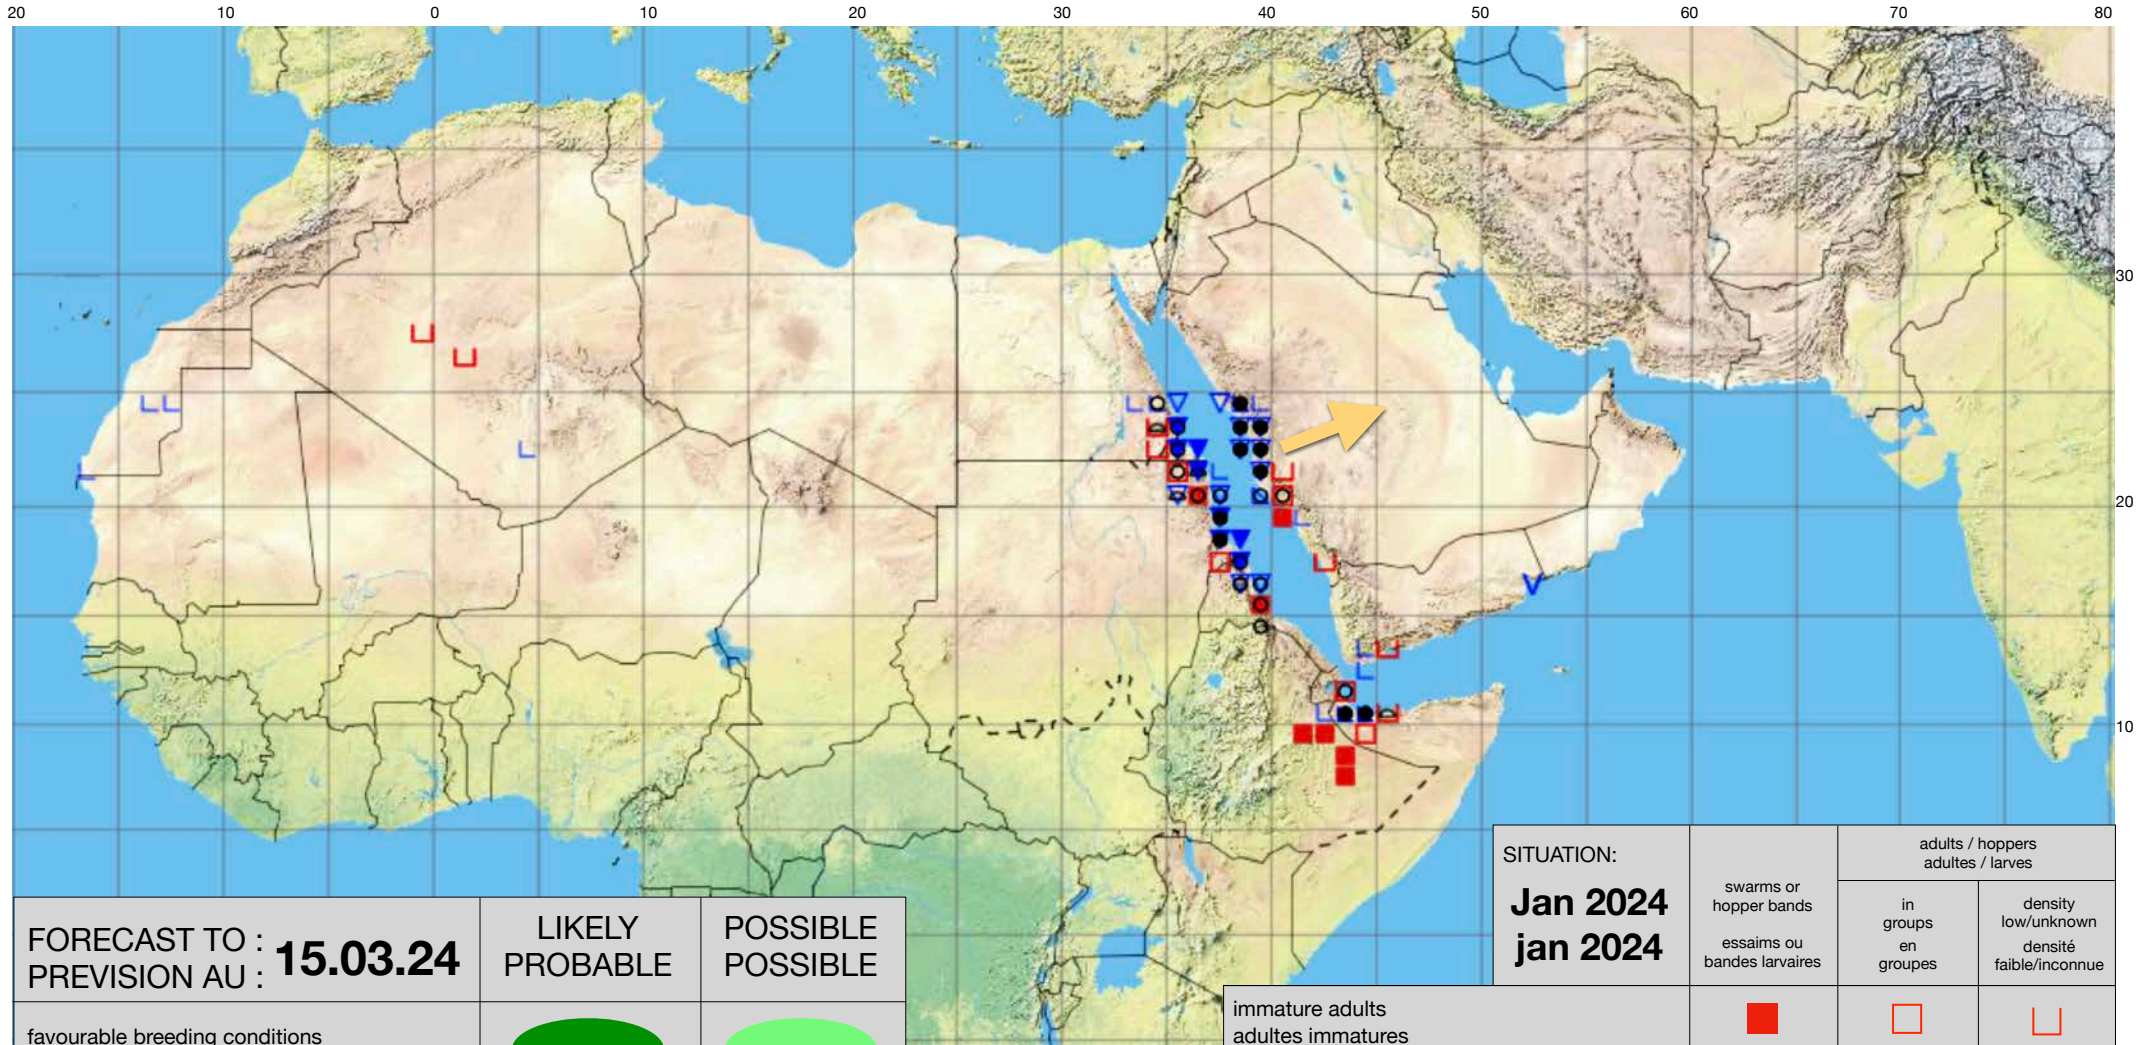 20 10 0 10 20 30 40 50 60 70 80
30
20
10
SITUATION:
Jan 2024
jan 2024
swarms or
hopper bands
essaims ou
bandes larvaires
adults / hoppers
adultes / larves
in
groups
en
groupes
density
low/unknown
densité
faible/inconnue
FORECAST TO :
PREVISION AU :
15.03.24
LIKELY
PROBABLE
POSSIBLE
POSSIBLE
immature adults
adultes immatures
favourable breeding conditions